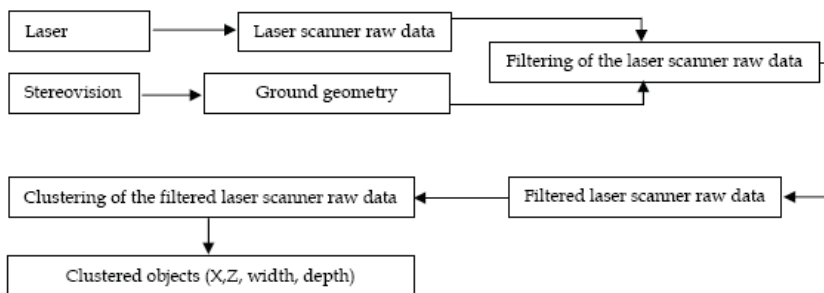 Laser
Laser scanner raw data
Filtering of the laser scanner raw data
Stereovision
Ground geometry
Clustering of the filtered laser scanner raw data
Filtered laser scanner raw data
Clustered objects (X,Z, width, depth)